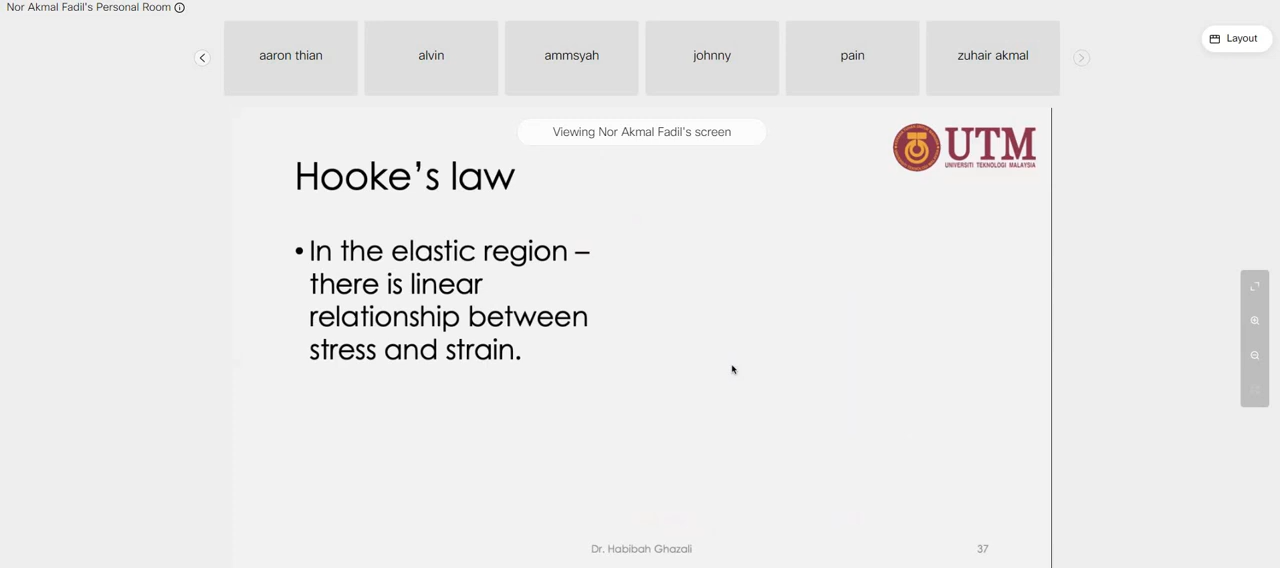 Nor Akmal Fadil's Personal Room
aaron thian
alvin
ammsyah
johnny
pain
zuhair akmal
Layout
Viewing Nor Akmal Fadil's screen
UTM
UNIVERSITI TEKNOLOGI MALAYSIA
Hooke's law
• In the elastic region –
there is linear
relationship between
stress and strain.
Dr. Habibah Ghazali
37